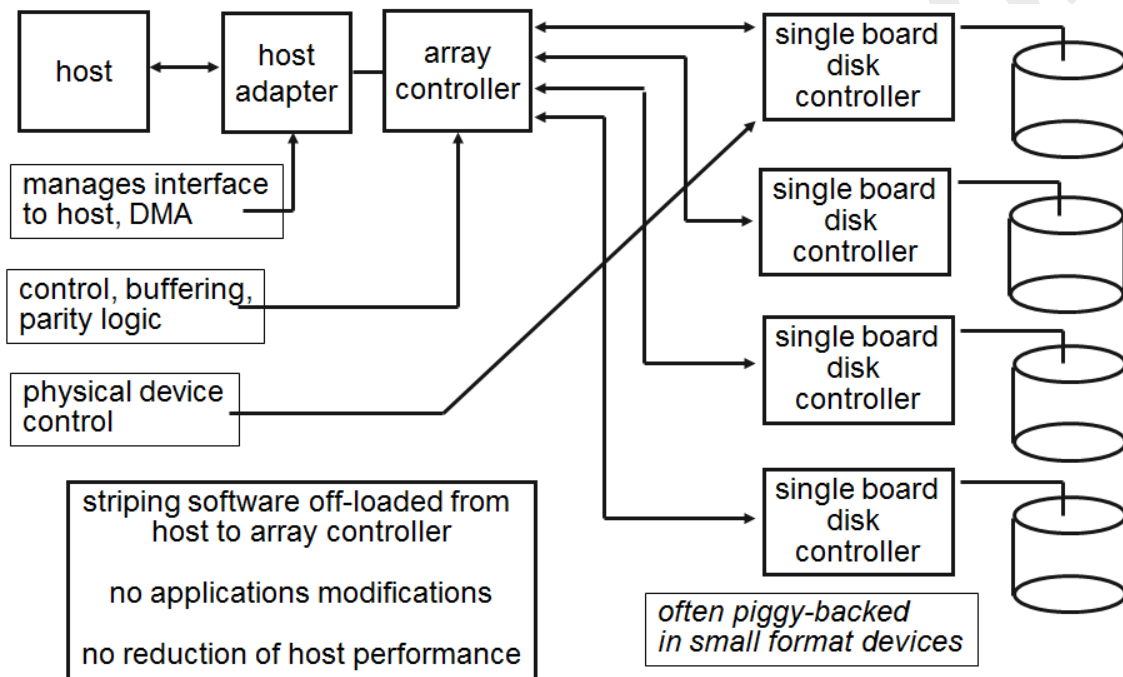 host
host
adapter
array
controller
single board
disk
controller
manages interface
to host, DMA
single board
disk
controller
control, buffering,
parity logic
single board
disk
controller
physical device
control
single board
disk
controller
striping software off-loaded from
host to array controller
no applications modifications
no reduction of host performance
often piggy-backed
in small format devices